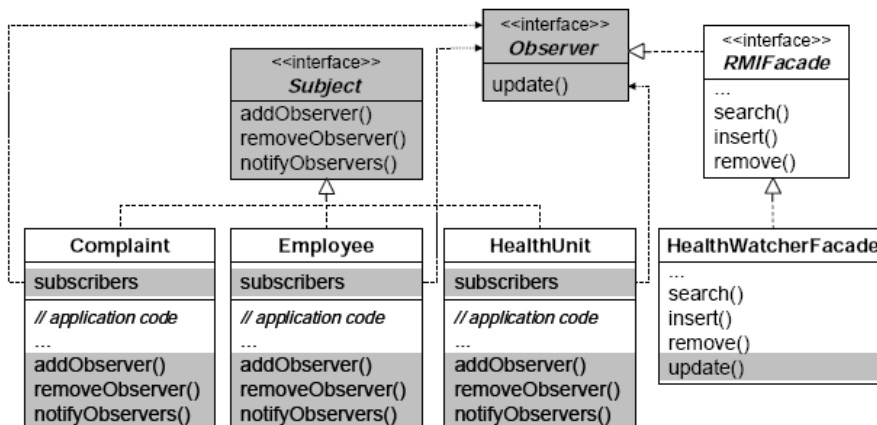 <<interface>>
Observer
update()
<<interface>>
Subject
addObserver()
removeObserver()
notifyObservers()
<<interface>>
RMIFacade
...
search()
insert()
remove()
Complaint
subscribers
// application code
...
addObserver()
removeObserver()
notifyObservers()
Employee
subscribers
// application code
...
addObserver()
removeObserver()
notifyObservers()
HealthUnit
subscribers
// application code
...
addObserver()
removeObserver()
notifyObservers()
HealthWatcherFacade
...
search()
insert()
remove()
update()